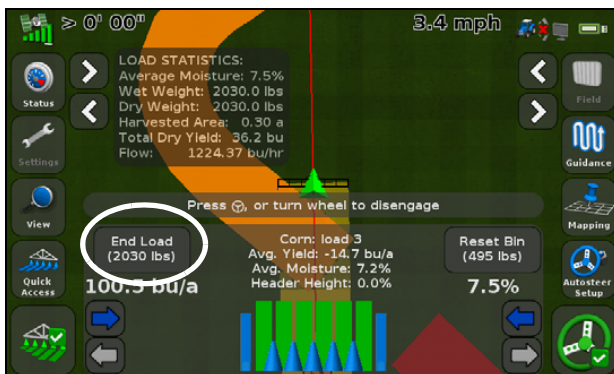 > 0' 00"
3.4 mph
LOAD STATISTICS:
Average Moisture: 7.5%
Wet Weight: 2030.0 lbs
Dry Weight: 2030.0 lbs
Harvested Area: 0.30 a
Total Dry Yield: 36.2 bu
Flow: 1224.37 bu/hr
Status
Field
Settings
Guidance
Press , or turn wheel to disengage
View
Mapping
End Load
(2030 lbs)
Corn: load 3
Avg. Yield: -14.7 bu/a
Avg. Moisture: 7.2%
Header Height: 0.0%
Reset Bin
(495 lbs)
Quick
Access
100.5 bu/a
7.5%
Autosteer
Setup